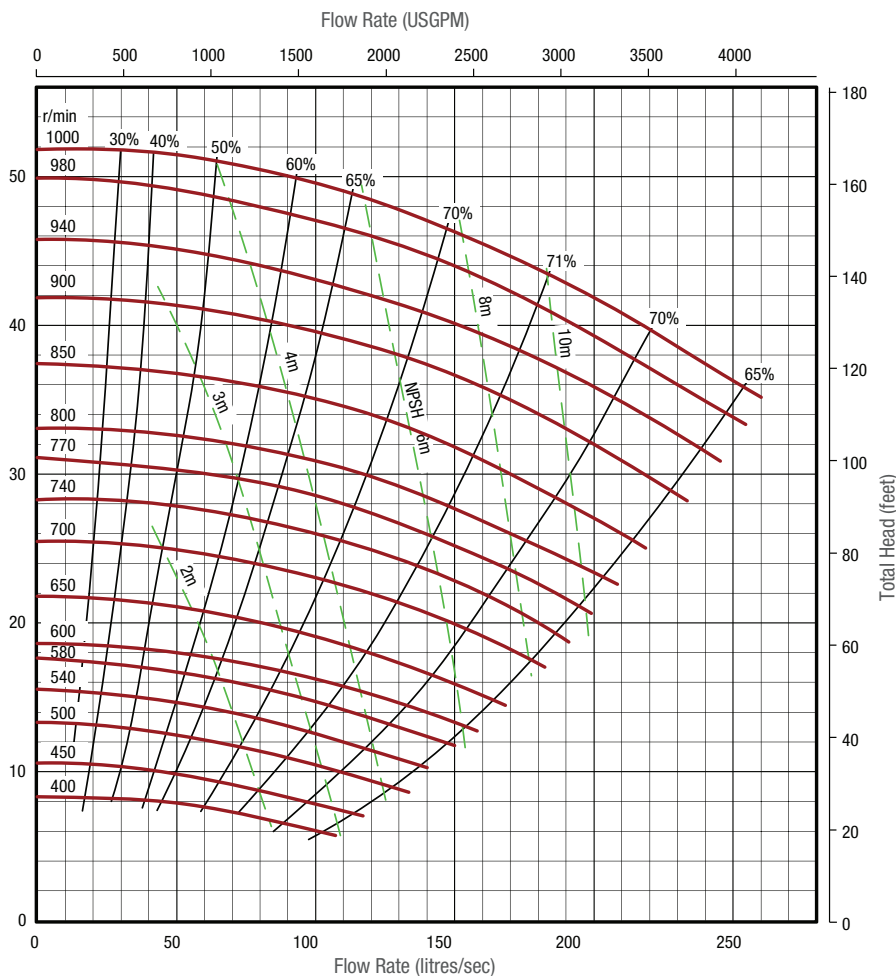 Flow Rate (USGPM)
0 500 1000 1500 2000 2500 3000 3500 4000
r/min
1000
980
940
900
850
800
770
740
700
650
600
580
540
500
450
400
30% 40% 50% 60% 65% 70% 71% 70% 65%
2m
3m
4m
NPSH 6m
8m
10m
50
40
30
20
10
0
180
160
140
120
100
80
60
40
20
0
Total Head (feet)
0 50 100 150 200 250
Flow Rate (litres/sec)